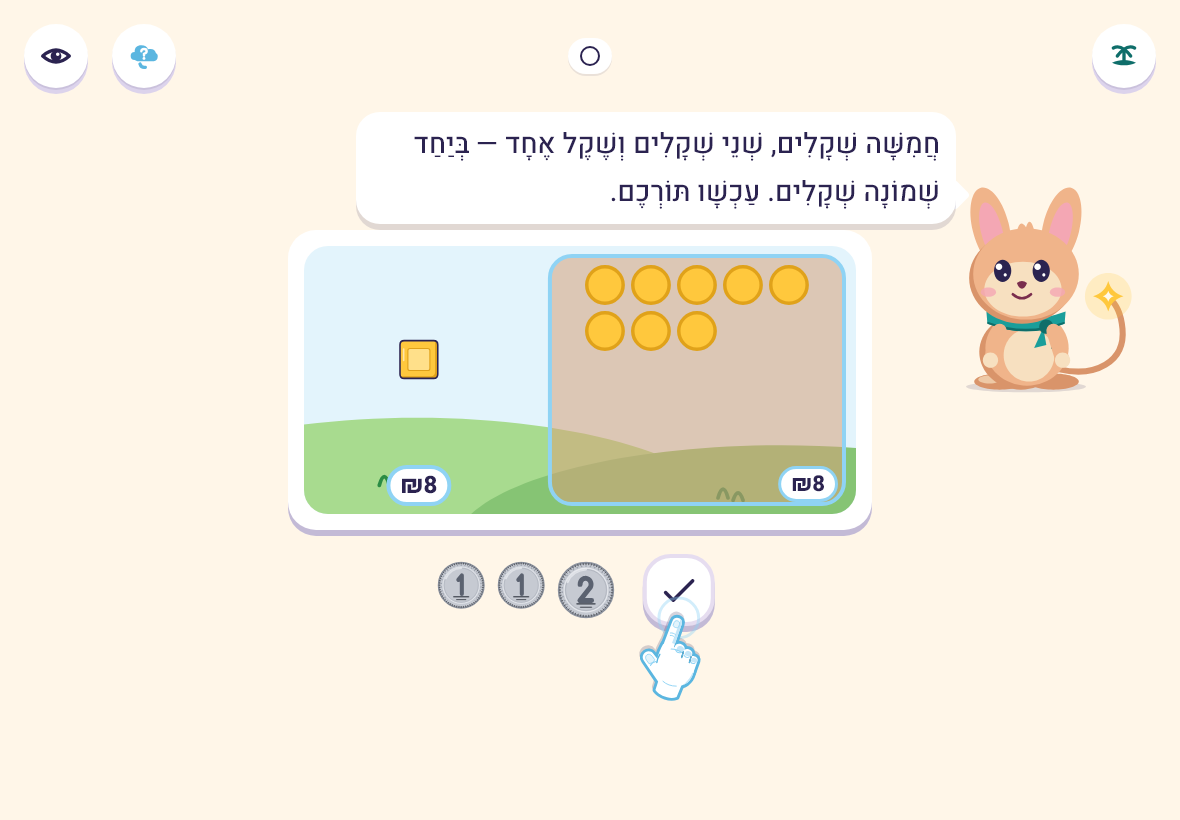 ?
חֲמִשָּׁה שְׁקָלִים, שְׁנֵי שְׁקָלִים וְשֶׁקֶל אֶחָד – בְּיַחַד
שְׁמוֹנָה שְׁקָלִים. עַכְשָׁו תּוֹרְכֶם.
₪8
₪8
1 1 2